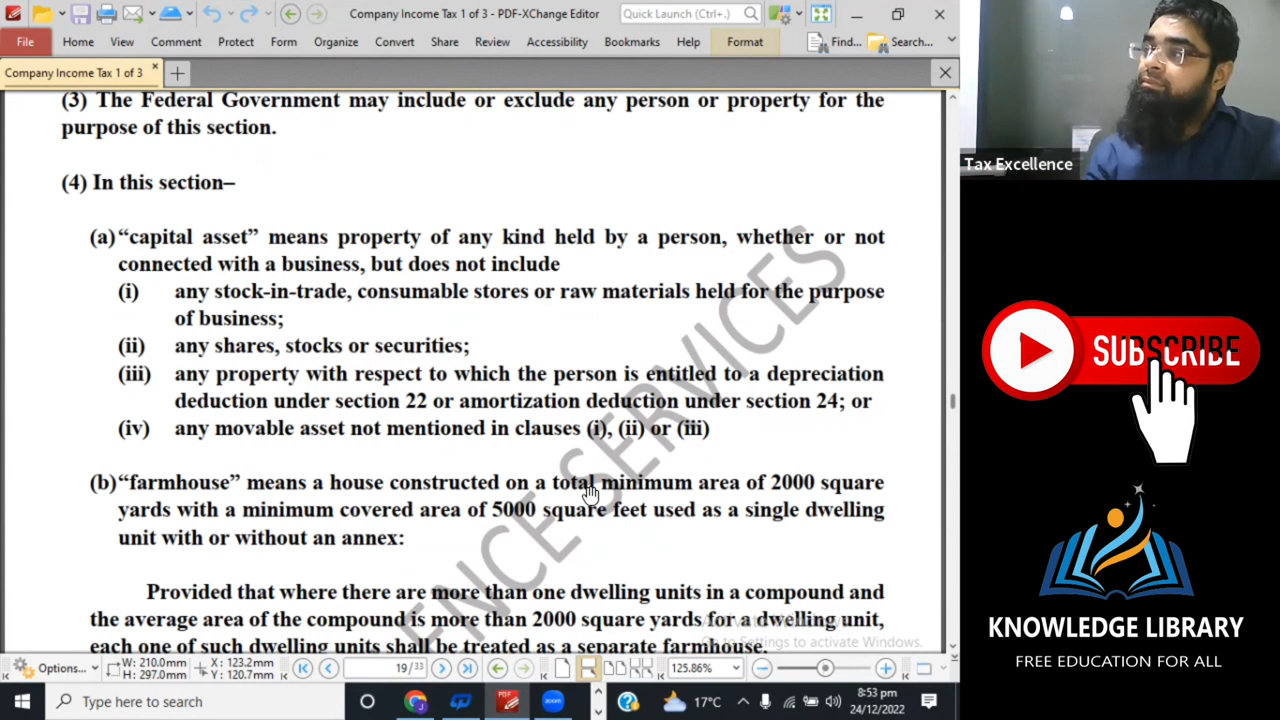 Company Income Tax 1 of 3 - PDF-XChange Editor
Quick Launch (Ctrl+.)
File Home View Comment Protect Form Organize Convert Share Review Accessibility Bookmarks Help Format Find... Search...
Company Income Tax 1 of 3
(3) The Federal Government may include or exclude any person or property for the
purpose of this section.
(4) In this section–
(a) “capital asset” means property of any kind held by a person, whether or not
connected with a business, but does not include
(i) any stock-in-trade, consumable stores or raw materials held for the purpose
of business;
(ii) any shares, stocks or securities;
(iii) any property with respect to which the person is entitled to a depreciation
deduction under section 22 or amortization deduction under section 24; or
(iv) any movable asset not mentioned in clauses (i), (ii) or (iii)
(b) “farmhouse” means a house constructed on a total minimum area of 2000 square
yards with a minimum covered area of 5000 square feet used as a single dwelling
unit with or without an annex:
Provided that where there are more than one dwelling units in a compound and
the average area of the compound is more than 2000 square yards for a dwelling unit,
each one of such dwelling units shall be treated as a separate farmhouse.
ENCE SERVICES
Activate Windows
Go to Settings to activate Windows.
Options...
W: 210.0mm
H: 297.0mm
X: 123.2mm
Y: 120.7mm
19 /33
125.86%
Type here to search
PDF
zoom
17°C
8:53 pm
24/12/2022
Tax Excellence
SUBSCRIBE
KNOWLEDGE LIBRARY
FREE EDUCATION FOR ALL